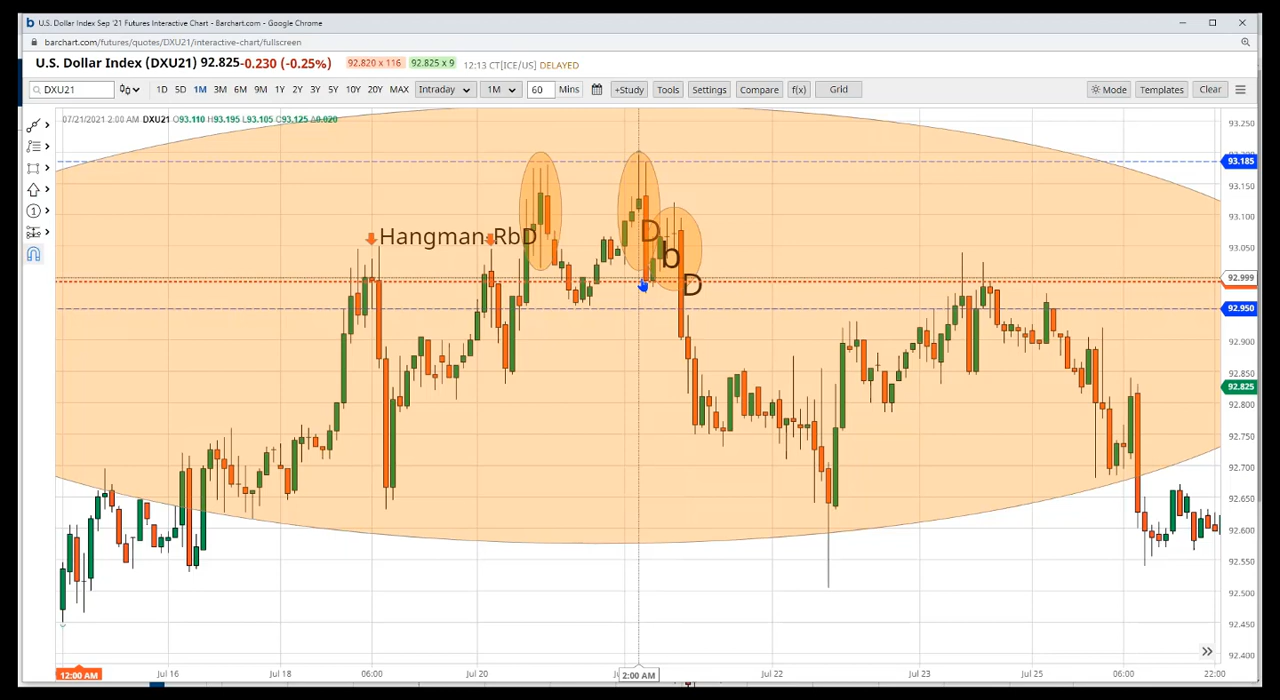 U.S. Dollar Index Sep '21 Futures Interactive Chart - Barchart.com - Google Chrome
barchart.com/futures/quotes/DXU21/interactive-chart/fullscreen
U.S. Dollar Index (DXU21) 92.825 -0.230 (-0.25%) 92.820 x 116 92.825 x 9 12:13 CT[ICE/US] DELAYED
DXU21 1D 5D 1M 3M 6M 9M 1Y 2Y 3Y 5Y 10Y 20Y MAX Intraday 1M 60 Mins +Study Tools Settings Compare f(x) Grid Mode Templates Clear
07/21/2021 2:00 AM DXU21 O93.110 H93.195 L93.105 C93.125 Δ0.020
93.250
93.185
93.150
93.100
Hangman RbD D 93.050
b
D 92.999
92.950
92.900
92.850
92.825
92.800
92.750
92.700
92.650
92.600
92.550
92.500
92.450
92.400
12:00 AM Jul 16 Jul 18 06:00 Jul 20 2:00 AM Jul 22 Jul 23 Jul 25 06:00 22:00